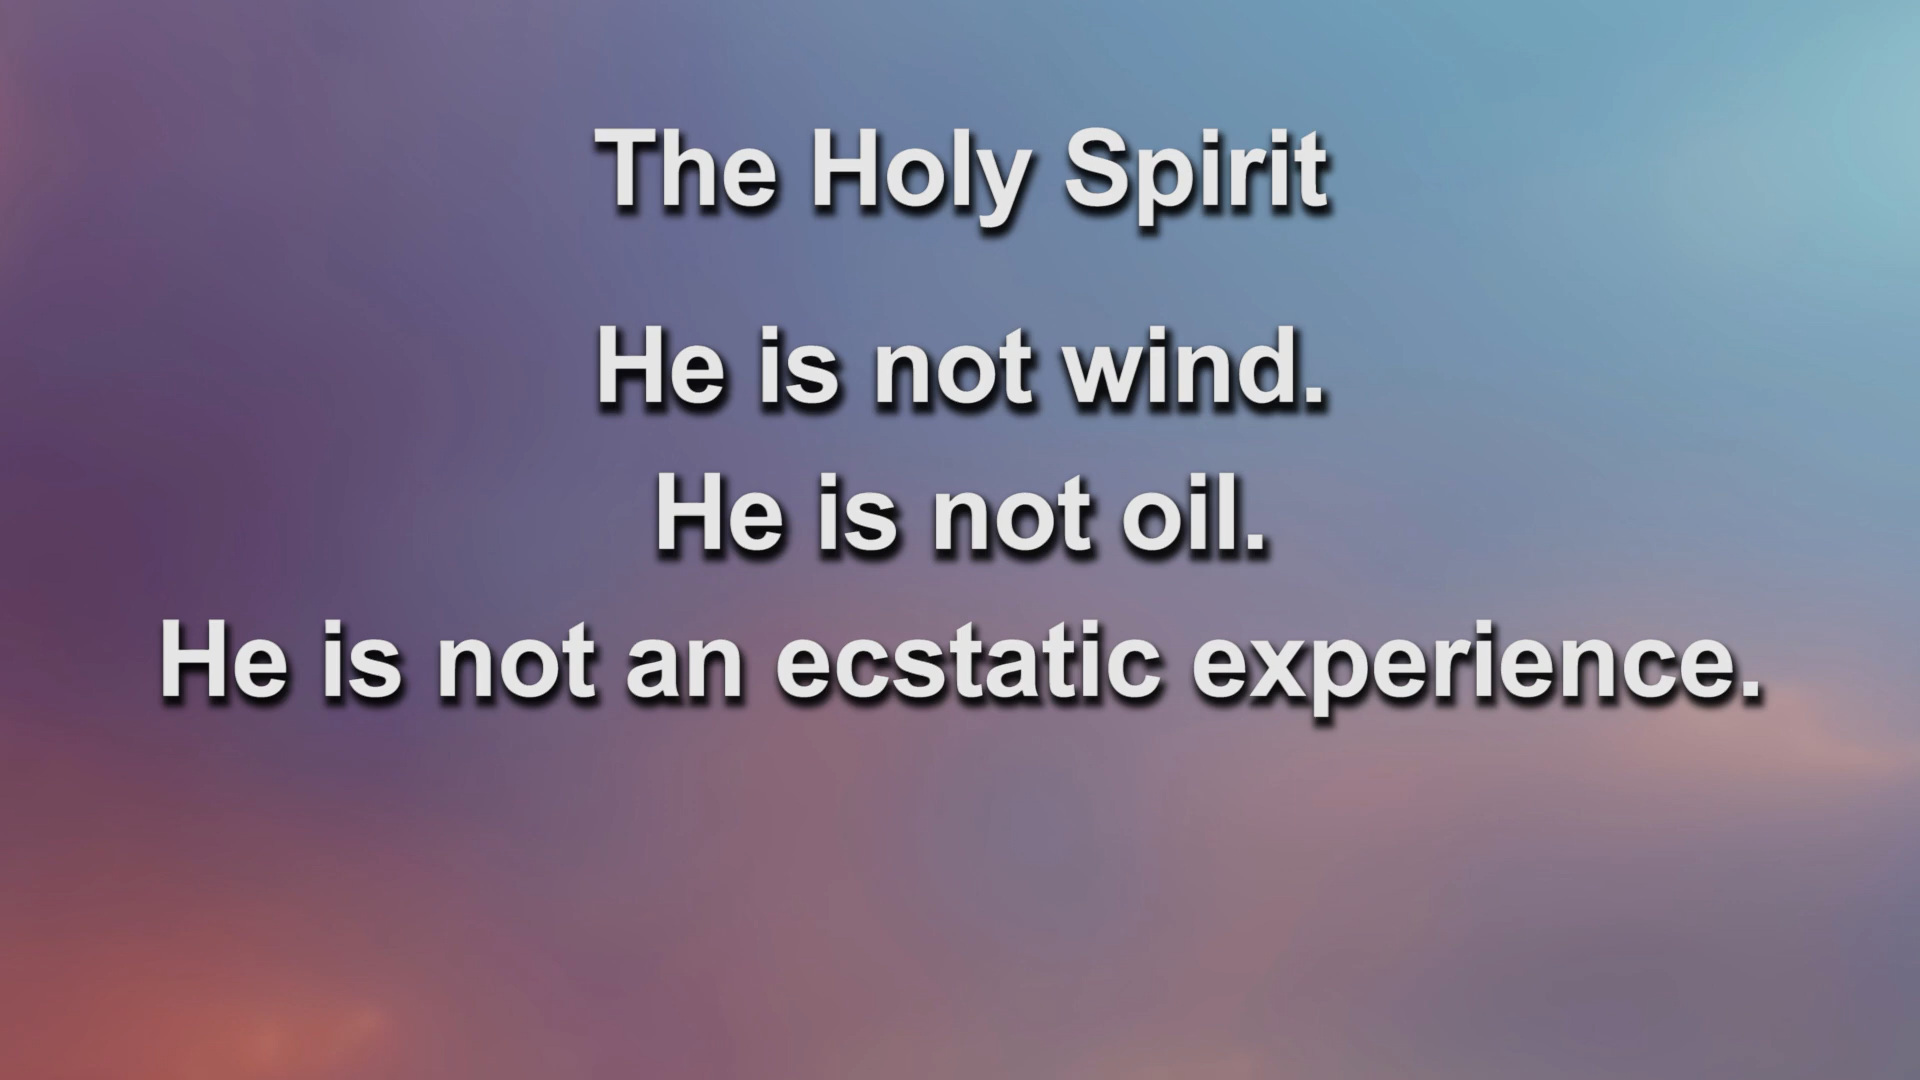 The Holy Spirit
He is not wind.
He is not oil.
He is not an ecstatic experience.